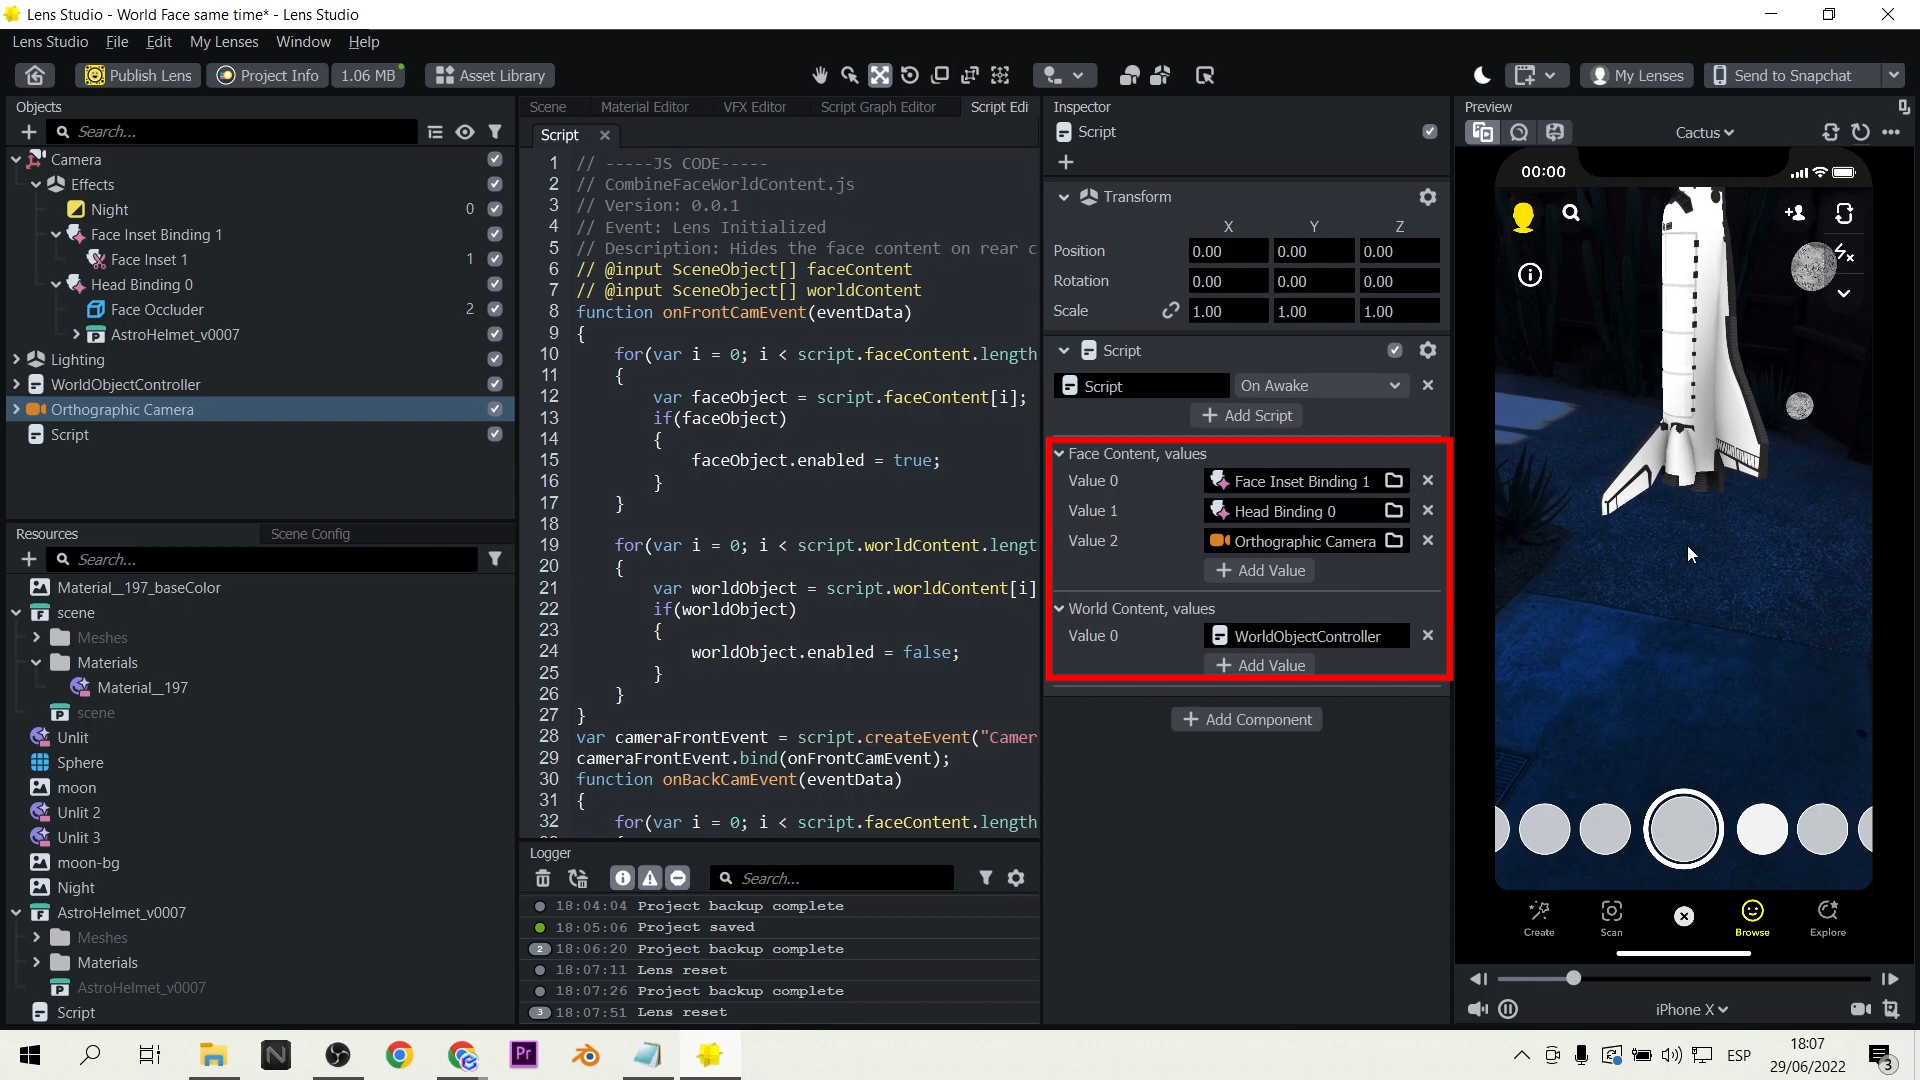 Lens Studio - World Face same time* - Lens Studio
Lens Studio File Edit My Lenses Window Help
Publish Lens Project Info 1.06 MB Asset Library My Lenses Send to Snapchat
Objects
Search...
Camera
Effects
Night 0
Face Inset Binding 1
Face Inset 1 1
Head Binding 0
Face Occluder 2
AstroHelmet_v0007
Lighting
WorldObjectController
Orthographic Camera
Script
Resources Scene Config
Search...
Material__197_baseColor
scene
Meshes
Materials
Material__197
scene
Unlit
Sphere
moon
Unlit 2
Unlit 3
moon-bg
Night
AstroHelmet_v0007
Meshes
Materials
AstroHelmet_v0007
Script
Scene Material Editor VFX Editor Script Graph Editor Script Edi
Script
1 // -----JS CODE-----
2 // CombineFaceWorldContent.js
3 // Version: 0.0.1
4 // Event: Lens Initialized
5 // Description: Hides the face content on rear c
6 // @input SceneObject[] faceContent
7 // @input SceneObject[] worldContent
8 function onFrontCamEvent(eventData)
9 {
10 for(var i = 0; i < script.faceContent.length
11 {
12 var faceObject = script.faceContent[i];
13 if(faceObject)
14 {
15 faceObject.enabled = true;
16 }
17 }
18
19 for(var i = 0; i < script.worldContent.lengt
20 {
21 var worldObject = script.worldContent[i]
22 if(worldObject)
23 {
24 worldObject.enabled = false;
25 }
26 }
27 }
28 var cameraFrontEvent = script.createEvent("Camer
29 cameraFrontEvent.bind(onFrontCamEvent);
30 function onBackCamEvent(eventData)
31 {
32 for(var i = 0; i < script.faceContent.length
Logger
Search...
18:04:04 Project backup complete
18:05:06 Project saved
2 18:06:20 Project backup complete
18:07:11 Lens reset
18:07:26 Project backup complete
3 18:07:51 Lens reset
Inspector
Script
Transform
X Y Z
Position 0.00 0.00 0.00
Rotation 0.00 0.00 0.00
Scale 1.00 1.00 1.00
Script
Script On Awake
Add Script
Face Content, values
Value 0 Face Inset Binding 1
Value 1 Head Binding 0
Value 2 Orthographic Camera
Add Value
World Content, values
Value 0 WorldObjectController
Add Value
Add Component
Preview
Cactus
00:00
Create Scan Browse Explore
iPhone X
N Pr ESP 18:07
29/06/2022 3